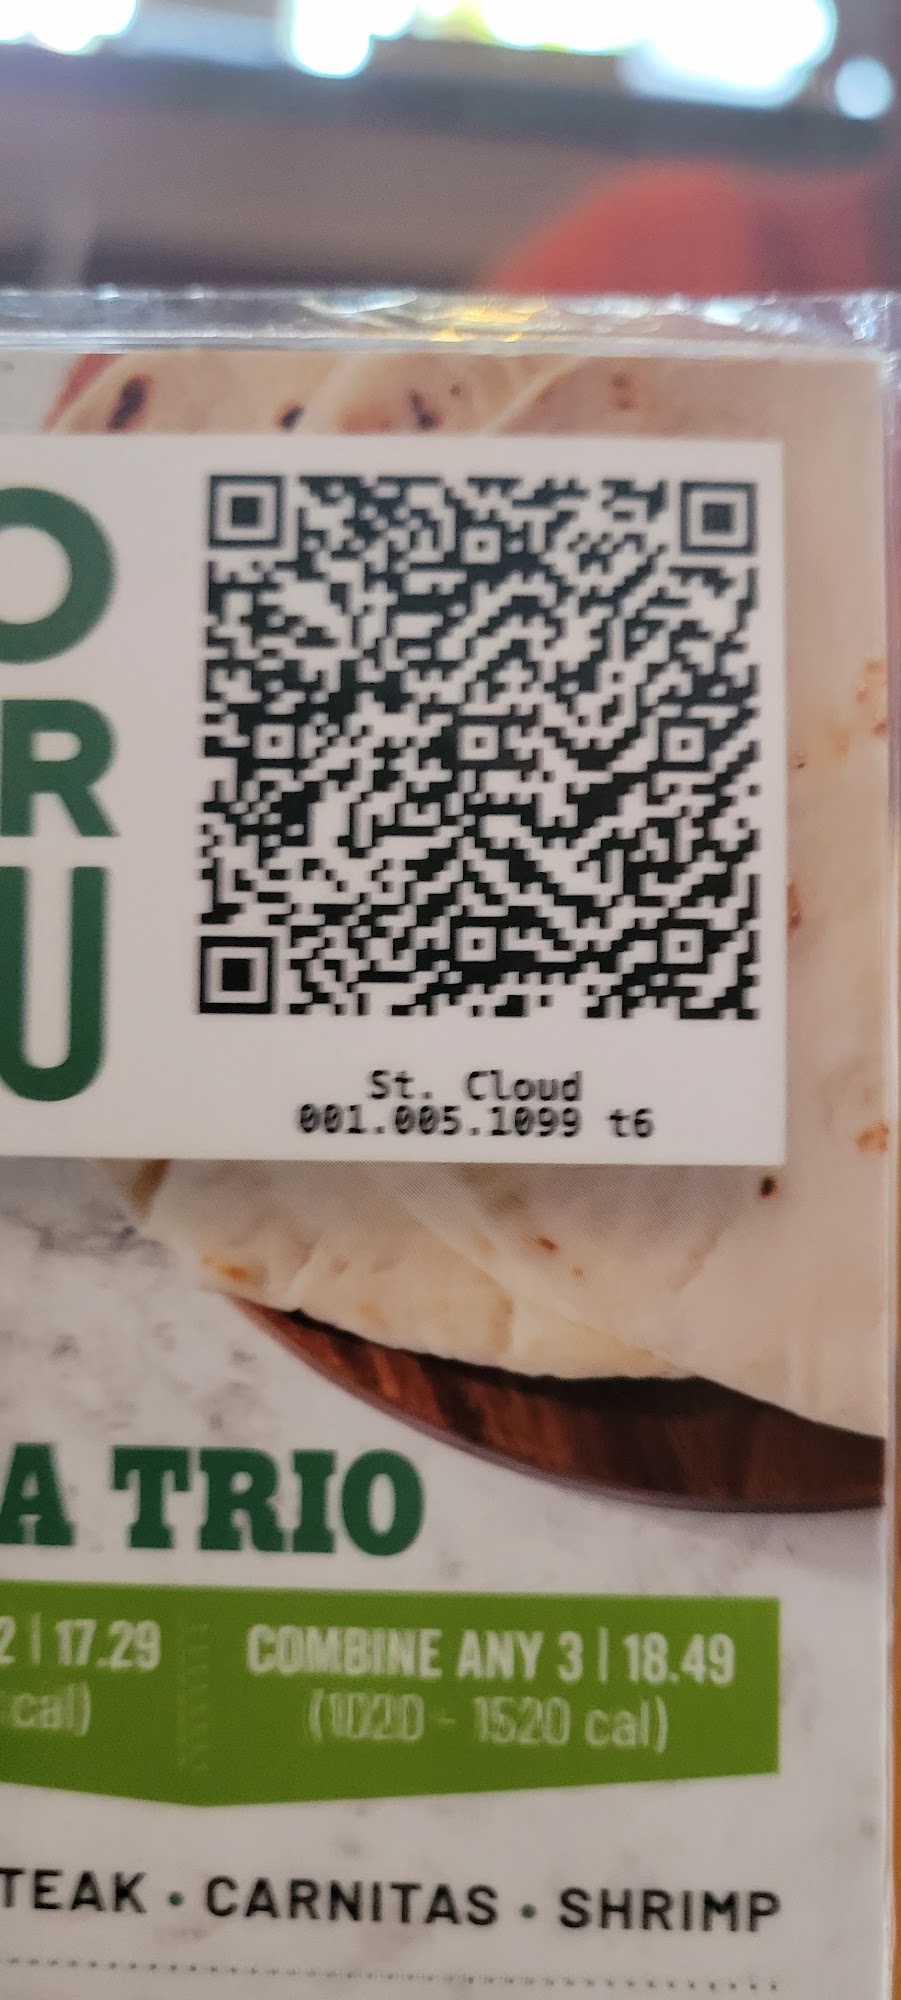 O
R
U
St. Cloud
001.005.1099 t6
A TRIO
2 | 17.29
cal)
COMBINE ANY 3 | 18.49
(1020 - 1520 cal)
TEAK • CARNITAS • SHRIMP